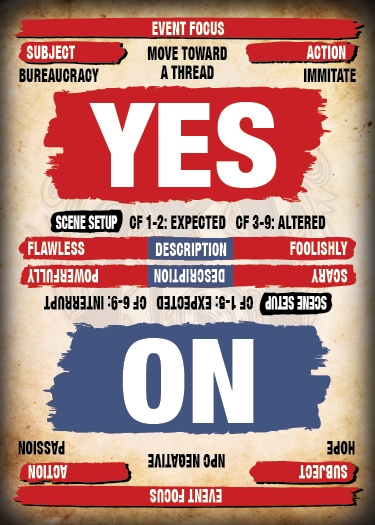 EVENT FOCUS
SUBJECT
BUREAUCRACY
MOVE TOWARD
A THREAD
ACTION
IMMITATE
YES
SCENE SETUP CF 1-2: EXPECTED CF 3-9: ALTERED
FLAWLESS DESCRIPTION FOOLISHLY
EVENT FOCUS
SUBJECT
HOPE
NPC NEGATIVE
ACTION
PASSION
NO
SCENE SETUP CF 1-5: EXPECTED CF 6-9: INTERRUPT
SCARY DESCRIPTION POWERFULLY